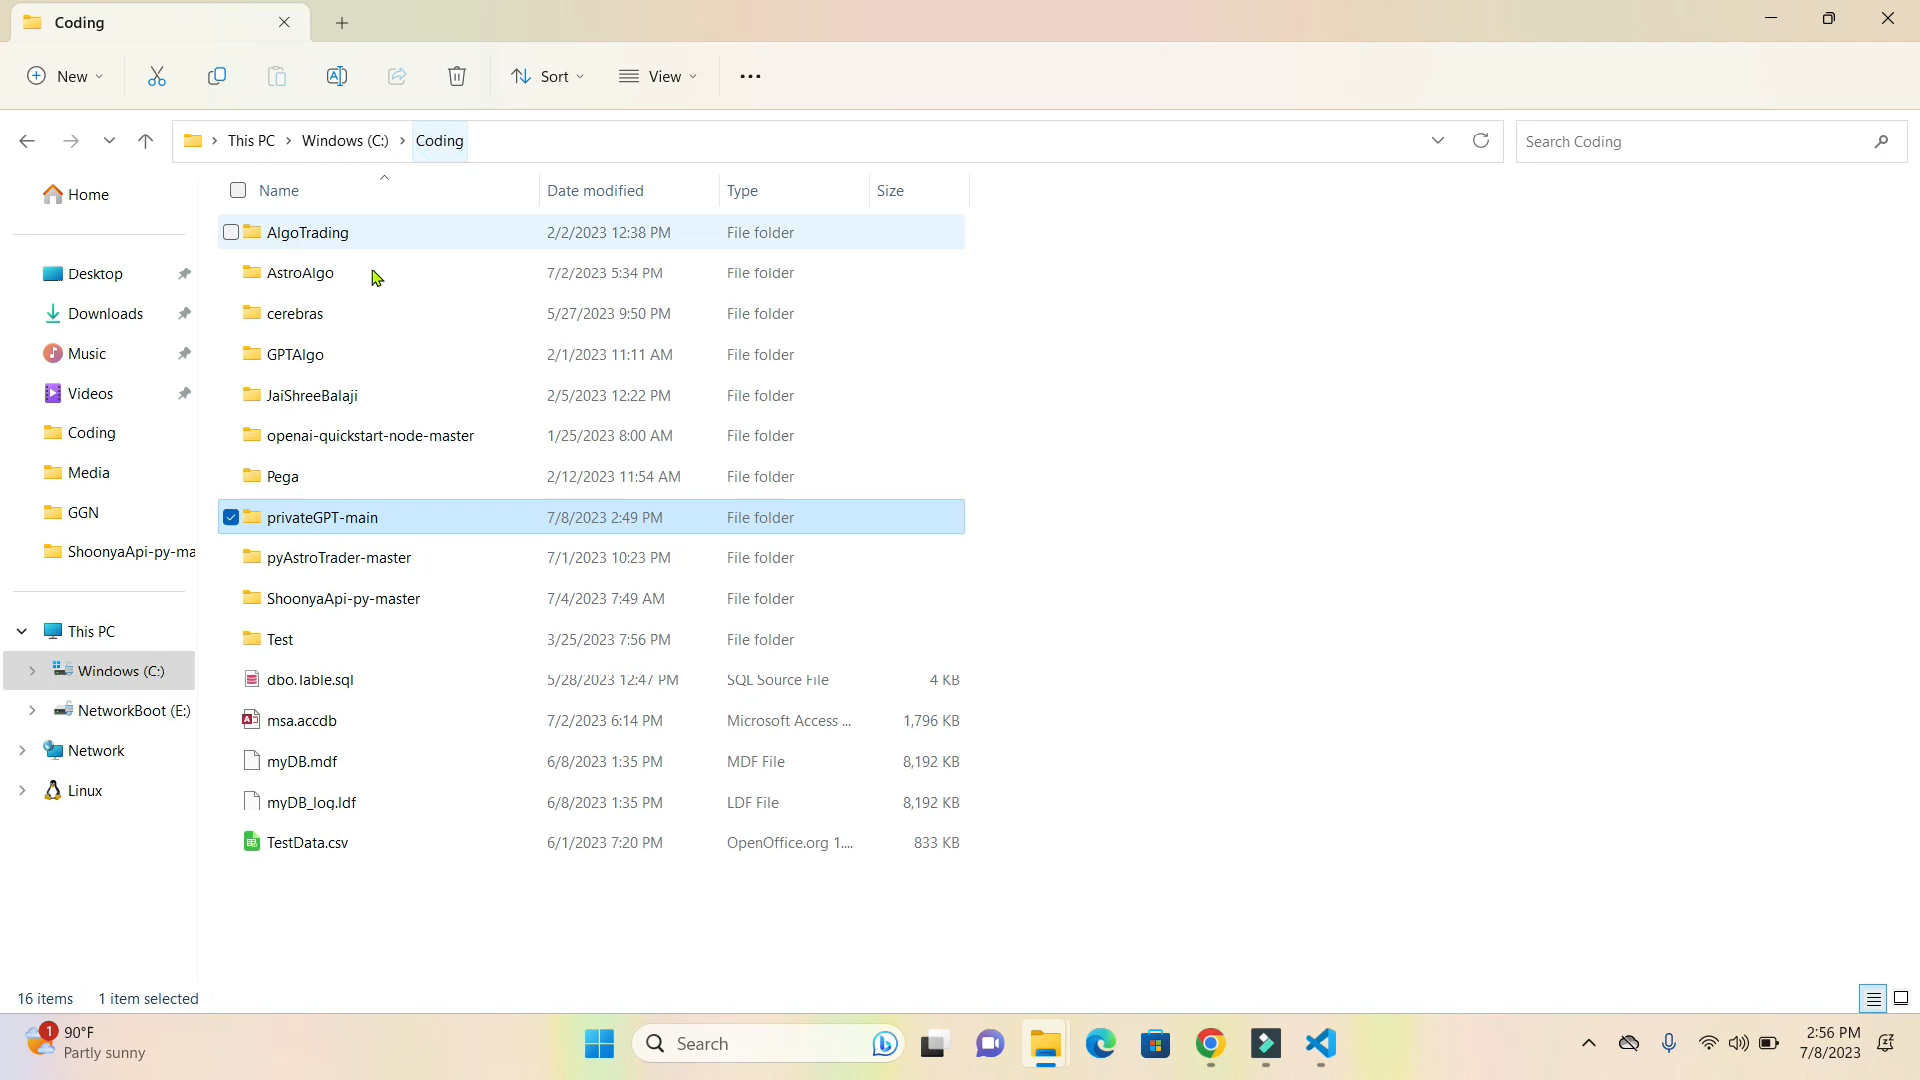 Coding
New
Sort
View
This PC
Windows (C:)
Coding
Search Coding
Home
Desktop
Downloads
Music
Videos
Coding
Media
GGN
ShoonyaApi-py-ma
This PC
Windows (C:)
NetworkBoot (E:)
Network
Linux
Name Date modified Type Size
AlgoTrading 2/2/2023 12:38 PM File folder
AstroAlgo 7/2/2023 5:34 PM File folder
cerebras 5/27/2023 9:50 PM File folder
GPTAlgo 2/1/2023 11:11 AM File folder
JaiShreeBalaji 2/5/2023 12:22 PM File folder
openai-quickstart-node-master 1/25/2023 8:00 AM File folder
Pega 2/12/2023 11:54 AM File folder
privateGPT-main 7/8/2023 2:49 PM File folder
pyAstroTrader-master 7/1/2023 10:23 PM File folder
ShoonyaApi-py-master 7/4/2023 7:49 AM File folder
Test 3/25/2023 7:56 PM File folder
dbo.Table.sql 5/28/2023 12:47 PM SQL Source File 4 KB
msa.accdb 7/2/2023 6:14 PM Microsoft Access ... 1,796 KB
myDB.mdf 6/8/2023 1:35 PM MDF File 8,192 KB
myDB_log.ldf 6/8/2023 1:35 PM LDF File 8,192 KB
TestData.csv 6/1/2023 7:20 PM OpenOffice.org 1.... 833 KB
16 items 1 item selected
1
90°F
Partly sunny
Search
2:56 PM
7/8/2023